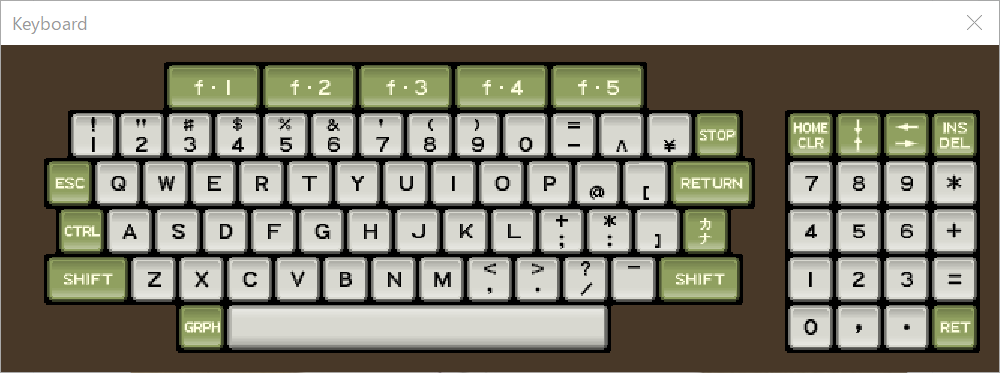 Keyboard
f・1 f・2 f・3 f・4 f・5
! " # $ % & ' ( ) =
1 2 3 4 5 6 7 8 9 0 - ^ ¥ STOP
ESC Q W E R T Y U I O P @ [ RETURN
CTRL A S D F G H J K L + ; * : ] カナ
SHIFT Z X C V B N M < , > . ? / _ SHIFT
GRPH
HOME CLR ↓ ↑ ← → INS DEL
7 8 9 *
4 5 6 +
1 2 3 =
0 , . RET